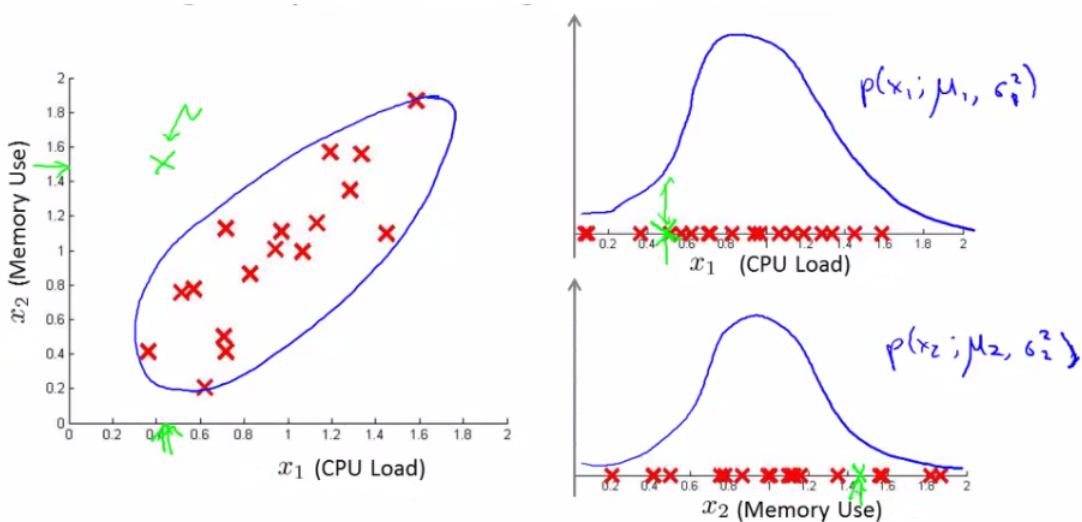 2
1.8
1.6
1.4
1.2
1
0.8
0.6
0.4
0.2
0
x₂ (Memory Use)
0 0.2 0.4 0.6 0.8 1 1.2 1.4 1.6 1.8 2
x₁ (CPU Load)
p(x₁; μ₁, σ₁²)
0.2 0.4 0.6 0.8 1 1.2 1.4 1.6 1.8 2
x₁ (CPU Load)
p(x₂; μ₂, σ₂²)
0.2 0.4 0.6 0.8 1 1.2 1.4 1.6 1.8 2
x₂ (Memory Use)